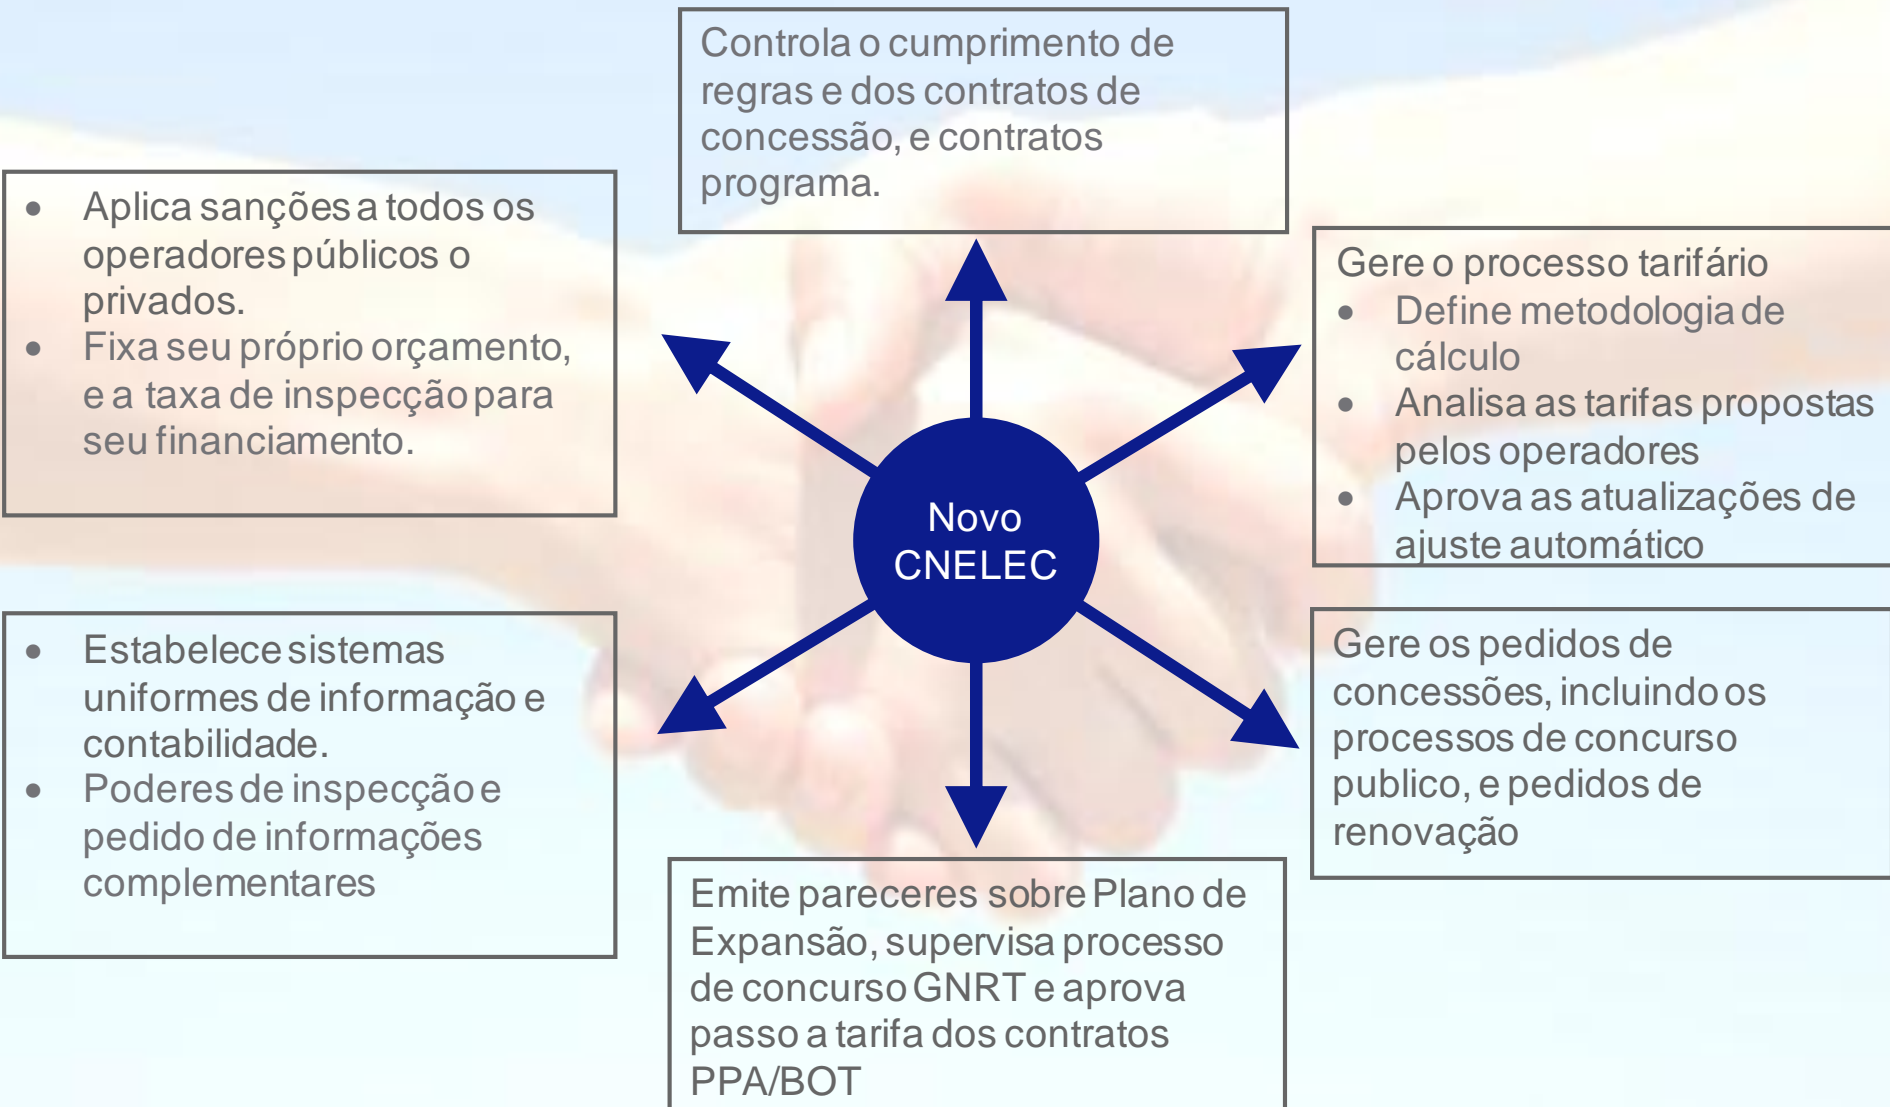 Controla o cumprimento de
regras e dos contratos de
concessão, e contratos
programa.
• Aplica sanções a todos os
operadores públicos o
privados.
• Fixa seu próprio orçamento,
e a taxa de inspecção para
seu financiamento.
Gere o processo tarifário
• Define metodologia de
cálculo
• Analisa as tarifas propostas
pelos operadores
• Aprova as atualizações de
ajuste automático
Novo
CNELEC
• Estabelece sistemas
uniformes de informação e
contabilidade.
• Poderes de inspecção e
pedido de informações
complementares
Gere os pedidos de
concessões, incluindo os
processos de concurso
publico, e pedidos de
renovação
Emite pareceres sobre Plano de
Expansão, supervisa processo
de concurso GNRT e aprova
passo a tarifa dos contratos
PPA/BOT